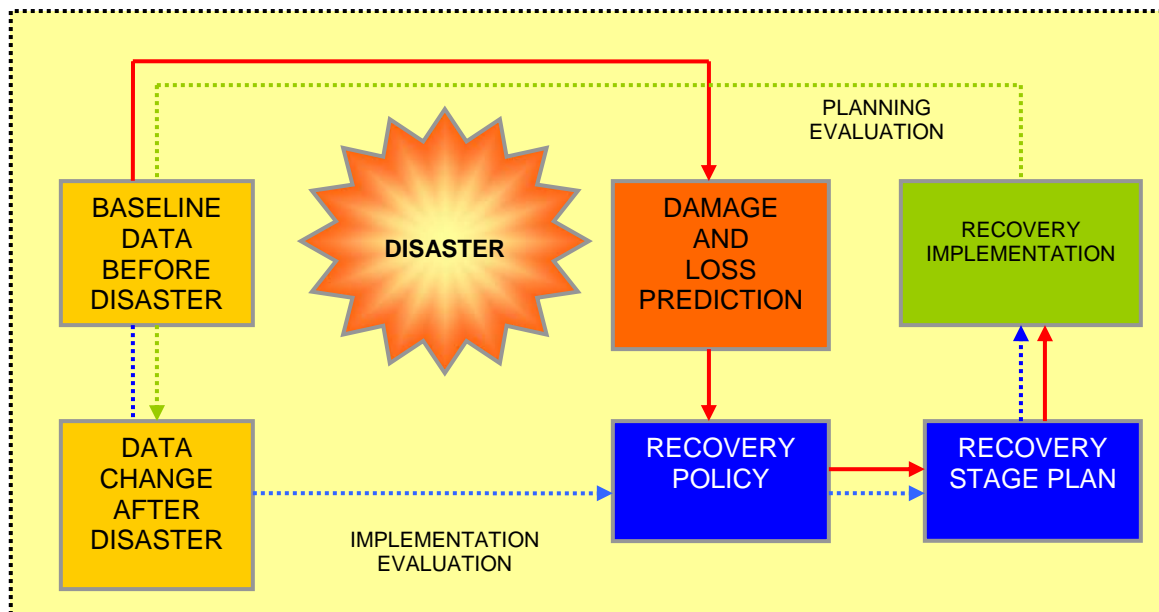 PLANNING
EVALUATION
BASELINE
DATA
BEFORE
DISASTER
DISASTER
DAMAGE
AND
LOSS
PREDICTION
RECOVERY
IMPLEMENTATION
DATA
CHANGE
AFTER
DISASTER
IMPLEMENTATION
EVALUATION
RECOVERY
POLICY
RECOVERY
STAGE PLAN